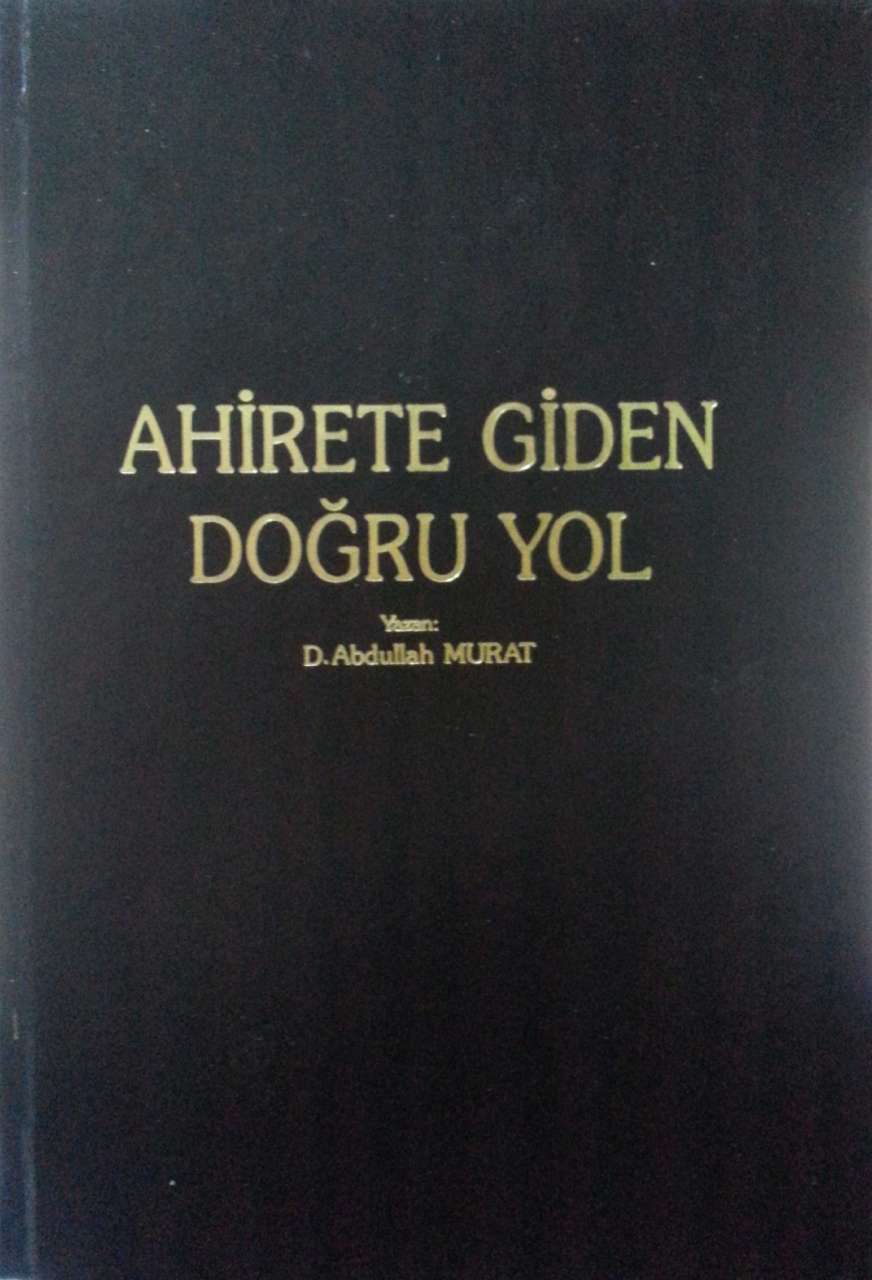 AHİRETE GİDEN
DOĞRU YOL
Yazan:
D. Abdullah MURAT